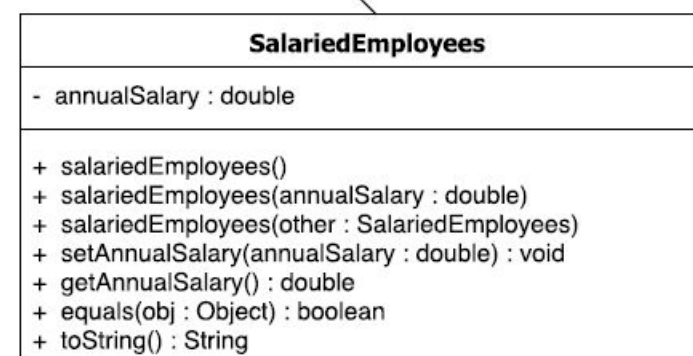 SalariedEmployees
- annualSalary : double
+ salariedEmployees()
+ salariedEmployees(annualSalary : double)
+ salariedEmployees(other : SalariedEmployees)
+ setAnnualSalary(annualSalary : double) : void
+ getAnnualSalary() : double
+ equals(obj : Object) : boolean
+ toString() : String